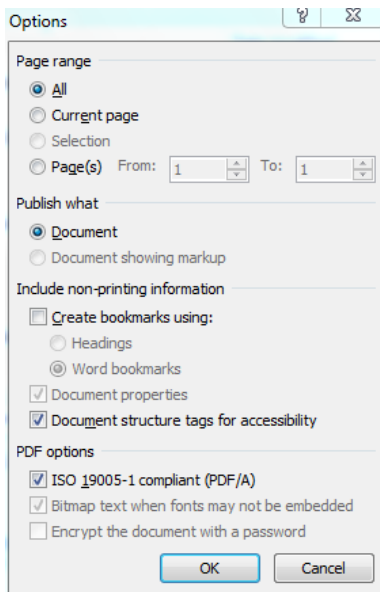 Options
Page range
All
Current page
Selection
Page(s) From: 1 To: 1
Publish what
Document
Document showing markup
Include non-printing information
Create bookmarks using:
Headings
Word bookmarks
Document properties
Document structure tags for accessibility
PDF options
ISO 19005-1 compliant (PDF/A)
Bitmap text when fonts may not be embedded
Encrypt the document with a password
OK Cancel